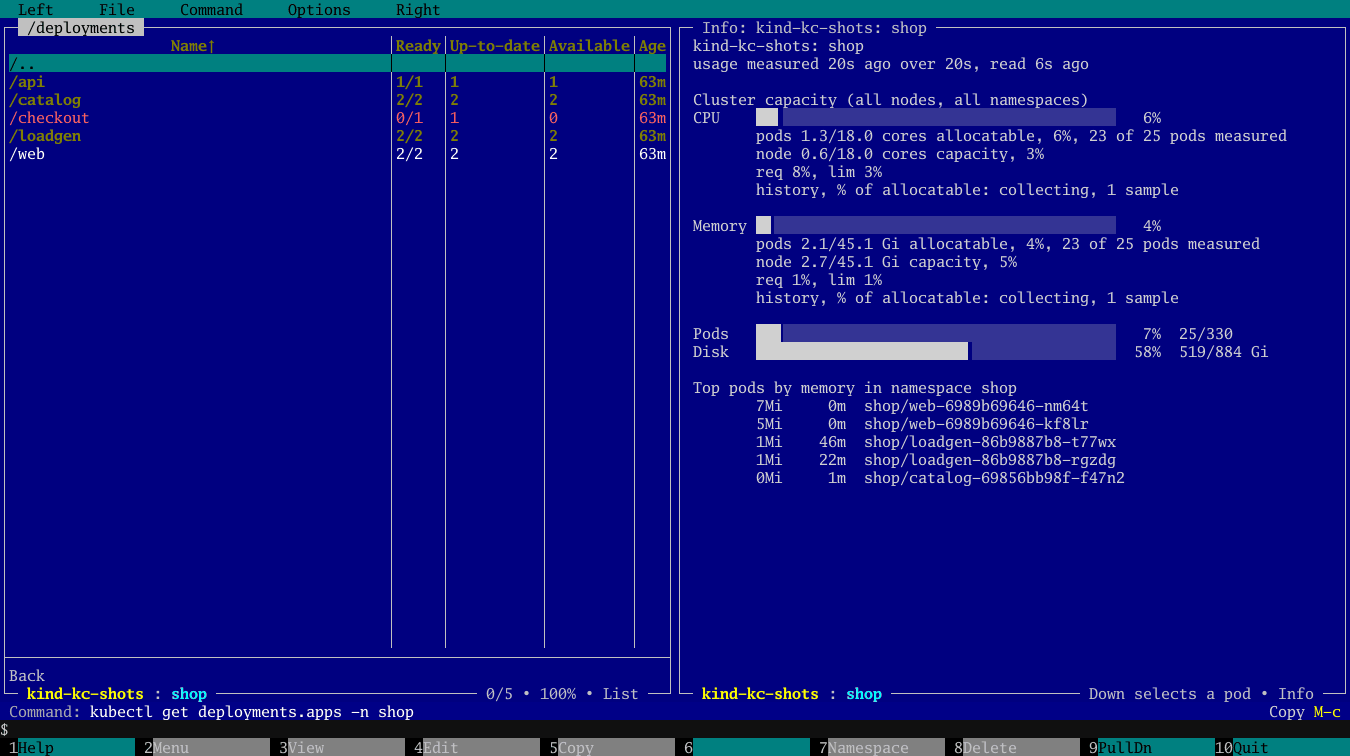 Left File Command Options Right
/deployments
Name↑ Ready Up-to-date Available Age
/..
/api 1/1 1 1 63m
/catalog 2/2 2 2 63m
/checkout 0/1 1 0 63m
/loadgen 2/2 2 2 63m
/web 2/2 2 2 63m
Back
kind-kc-shots : shop 0/5 • 100% • List
Info: kind-kc-shots: shop
kind-kc-shots: shop
usage measured 20s ago over 20s, read 6s ago
Cluster capacity (all nodes, all namespaces)
CPU 6%
pods 1.3/18.0 cores allocatable, 6%, 23 of 25 pods measured
node 0.6/18.0 cores capacity, 3%
req 8%, lim 3%
history, % of allocatable: collecting, 1 sample
Memory 4%
pods 2.1/45.1 Gi allocatable, 4%, 23 of 25 pods measured
node 2.7/45.1 Gi capacity, 5%
req 1%, lim 1%
history, % of allocatable: collecting, 1 sample
Pods 7% 25/330
Disk 58% 519/884 Gi
Top pods by memory in namespace shop
7Mi 0m shop/web-6989b69646-nm64t
5Mi 0m shop/web-6989b69646-kf8lr
1Mi 46m shop/loadgen-86b9887b8-t77wx
1Mi 22m shop/loadgen-86b9887b8-rgzdg
0Mi 1m shop/catalog-69856bb98f-f47n2
kind-kc-shots : shop Down selects a pod • Info
Command: kubectl get deployments.apps -n shop Copy M-c
$
1Help 2Menu 3View 4Edit 5Copy 6 7Namespace 8Delete 9PullDn 10Quit